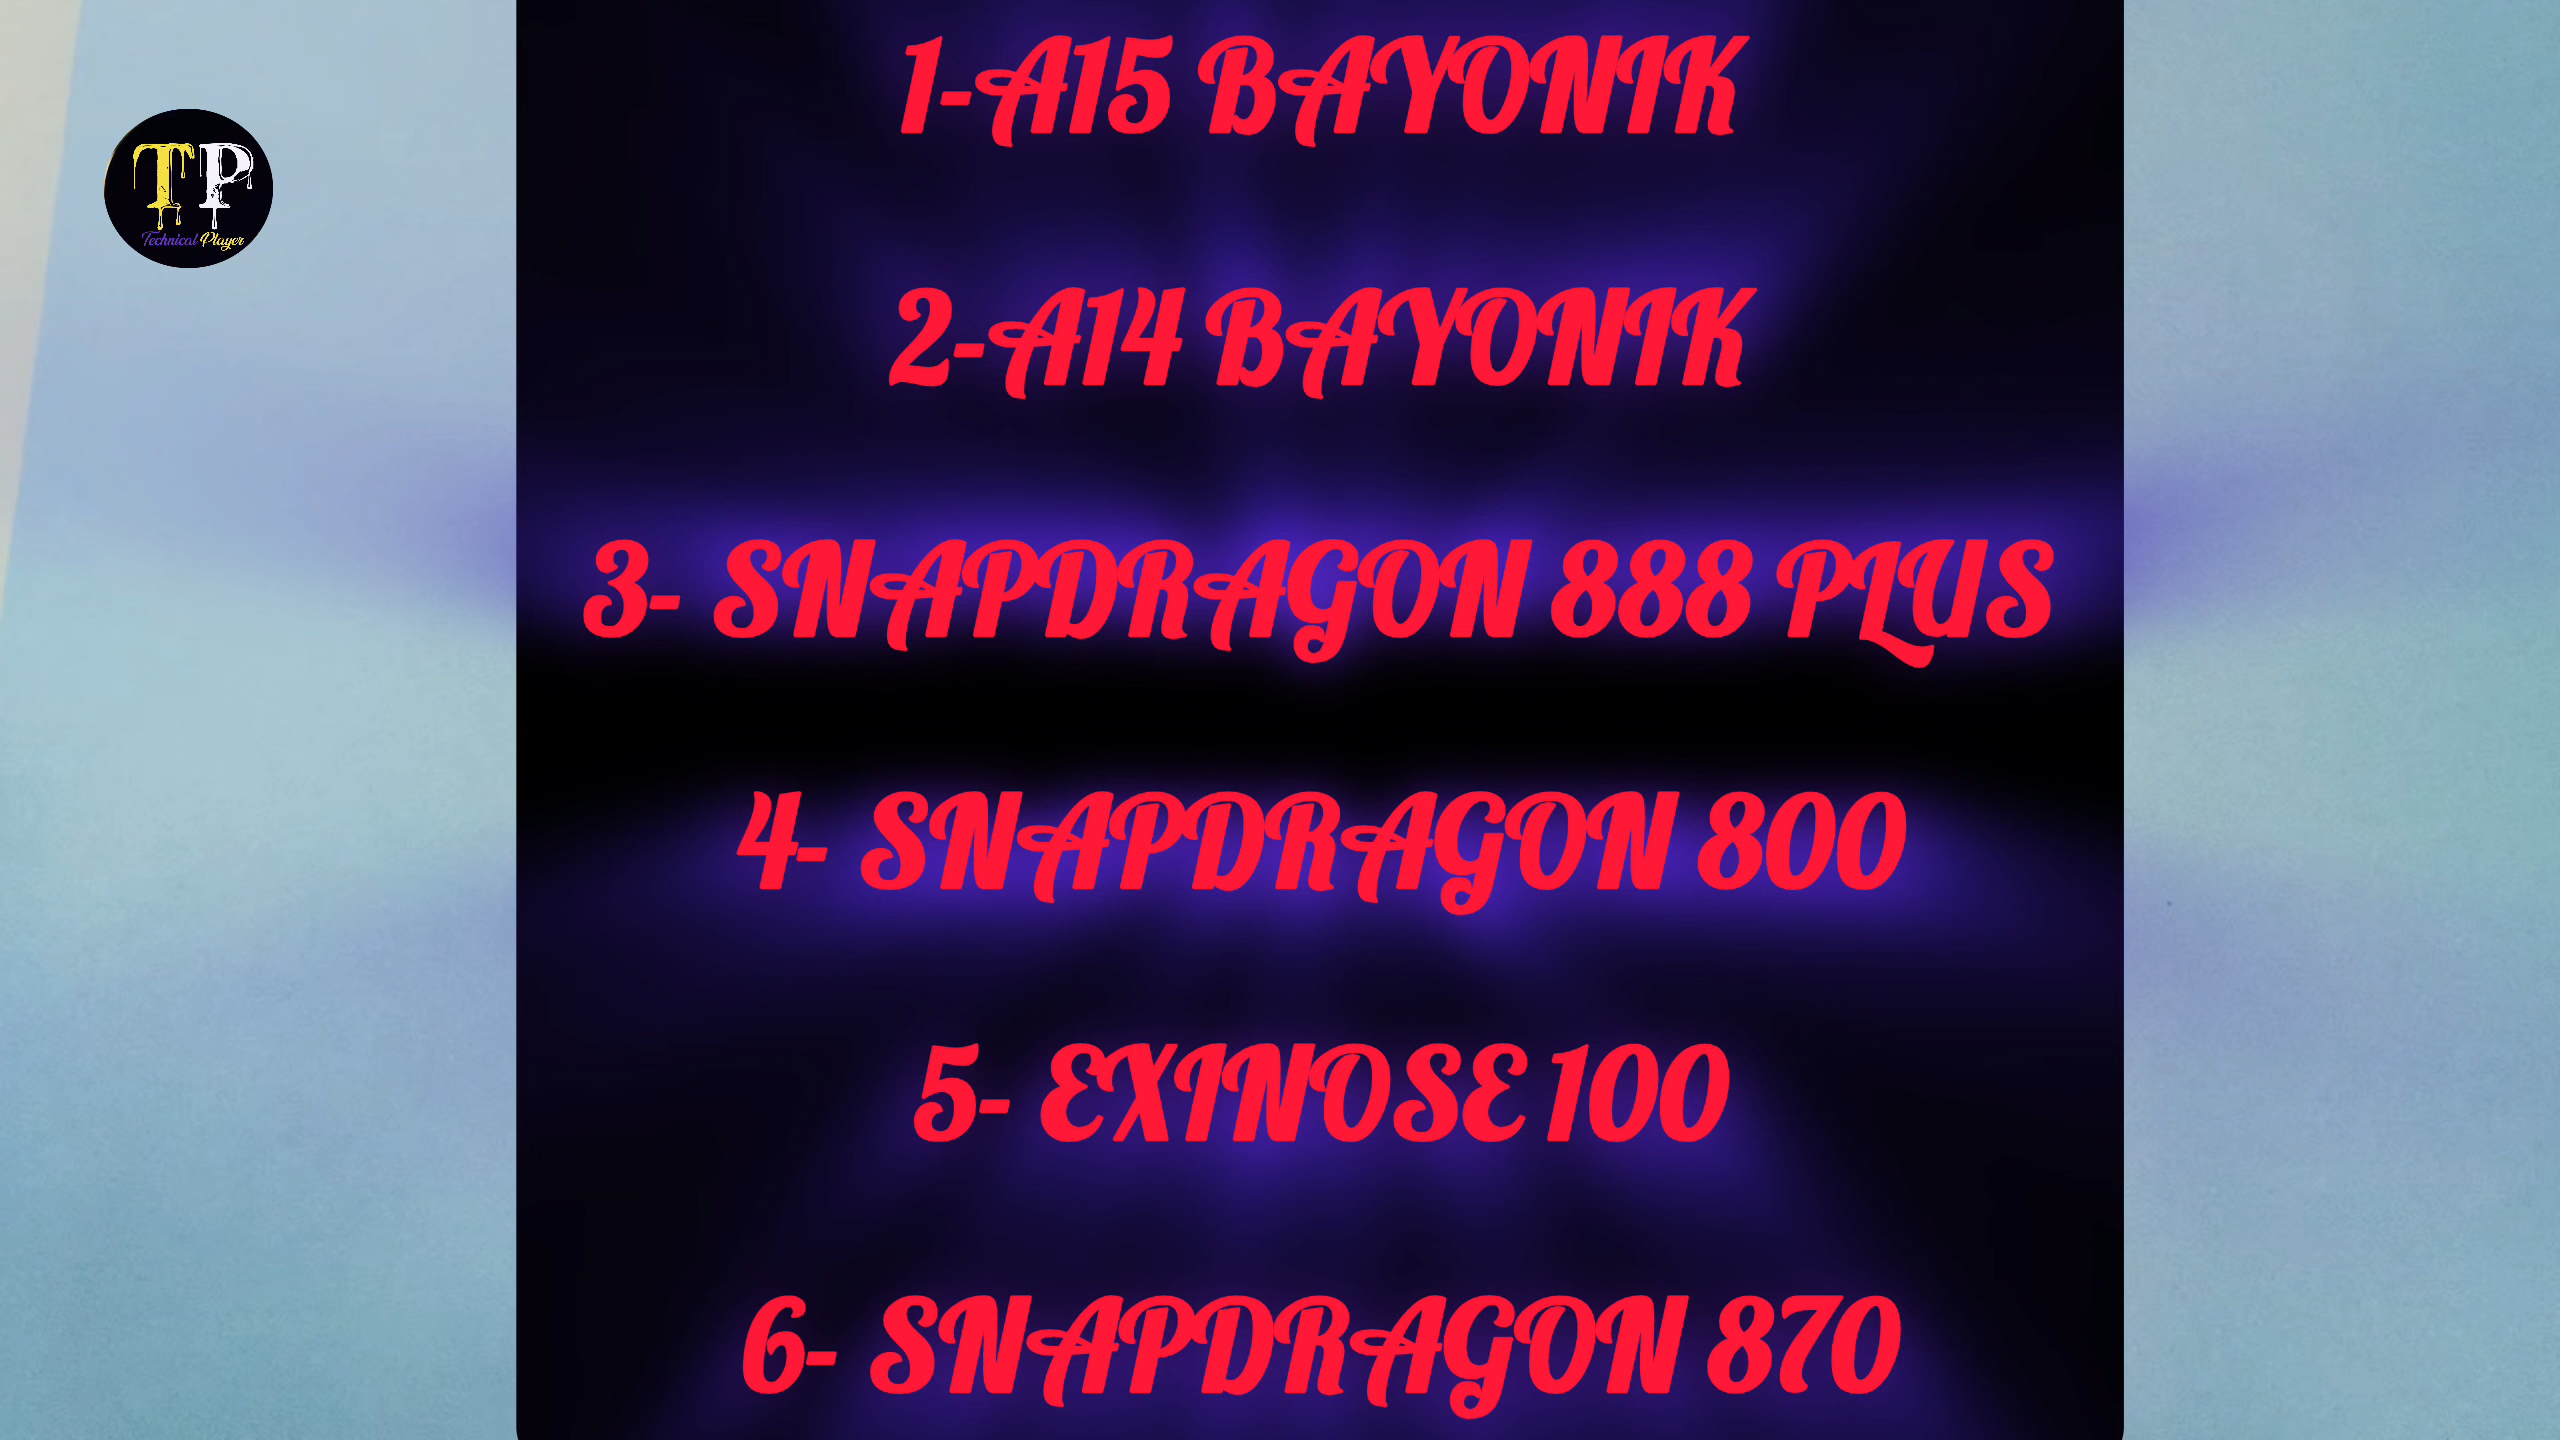 TP
Technical Player
1-A15 BAYONIK
2-A14 BAYONIK
3- SNAPDRAGON 888 PLUS
4- SNAPDRAGON 800
5- EXINOSE 100
6- SNAPDRAGON 870